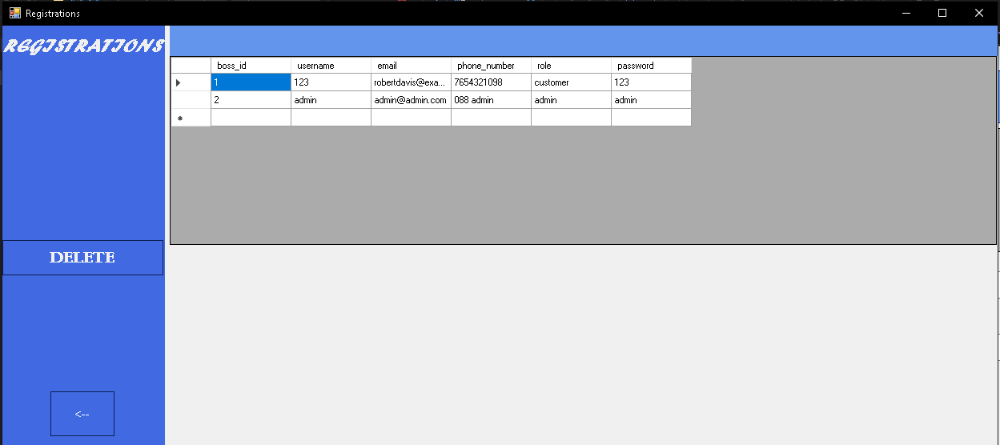 Registrations
REGISTRATIONS
boss_id username email phone_number role password
1 123 robertdavis@exa... 7654321098 customer 123
2 admin admin@admin.com 088 admin admin admin
DELETE
<--